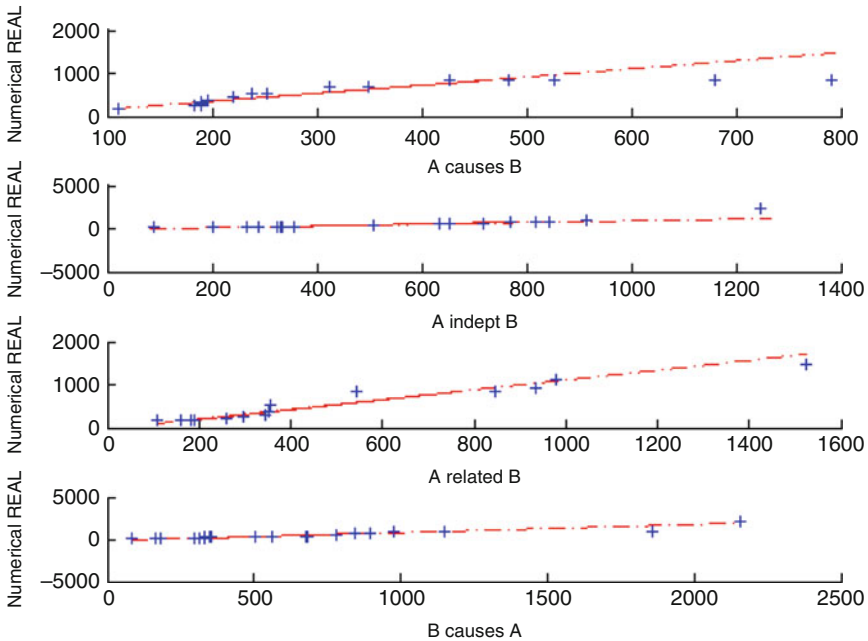 Numerical REAL
2000
1000
0
100 200 300 400 500 600 700 800
A causes B
Numerical REAL
5000
0
−5000
0 200 400 600 800 1000 1200 1400
A indept B
Numerical REAL
2000
1000
0
0 200 400 600 800 1000 1200 1400 1600
A related B
Numerical REAL
5000
0
−5000
0 500 1000 1500 2000 2500
B causes A